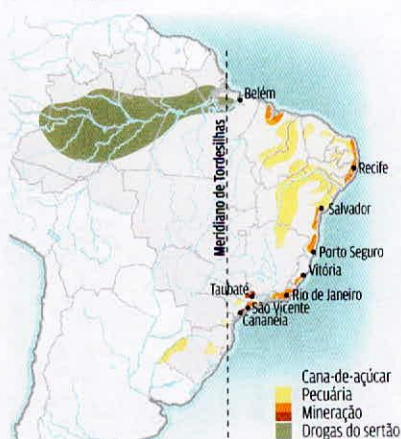 Belém
Meridiano de Tordesilhas
Recife
Salvador
Porto Seguro
Vitória
Taubaté
Rio de Janeiro
São Vicente
Cananéia
Cana-de-açúcar
Pecuária
Mineração
Drogas do sertão